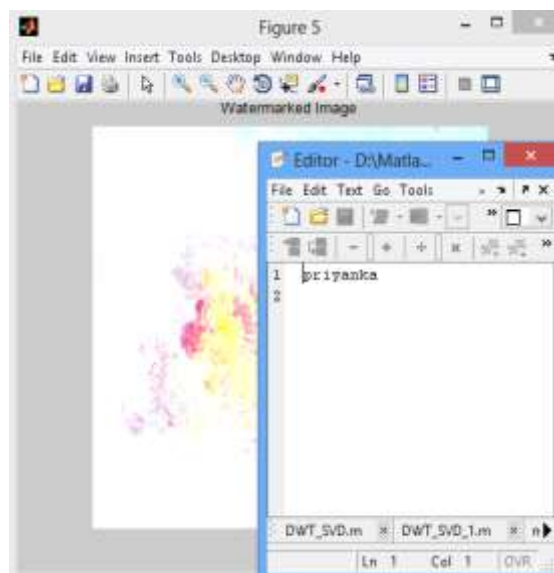 Figure 5
File Edit View Insert Tools Desktop Window Help
Watermarked Image
Editor - D:\Matla...
File Edit Text Go Tools
1 priyanka
2
DWT_SVD.m × DWT_SVD_1.m × n
Ln 1 Col 1 OVR